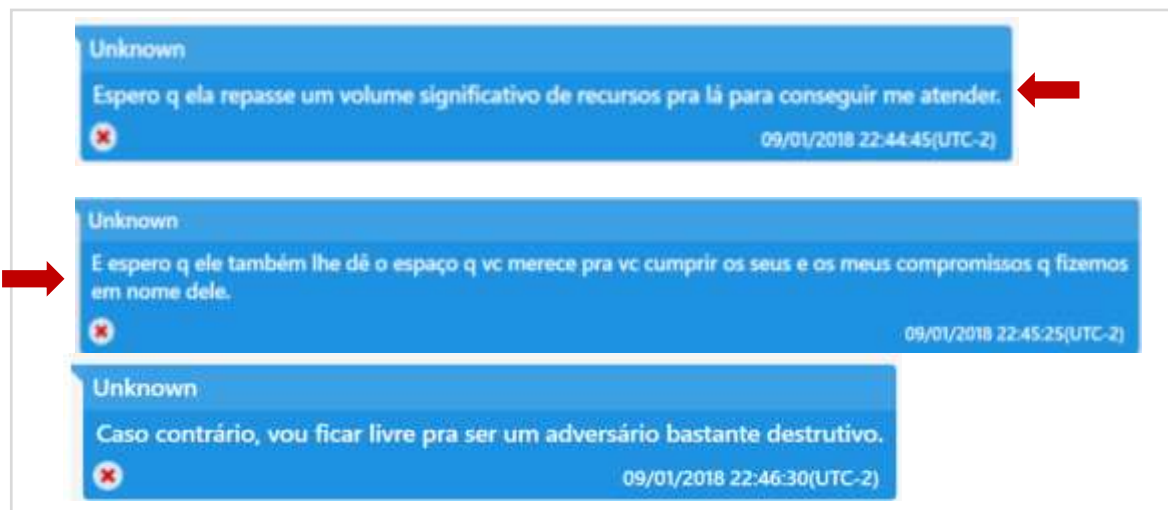 Unknown
Espero q ela repasse um volume significativo de recursos pra lá para conseguir me atender.
09/01/2018 22:44:45(UTC-2)
Unknown
E espero q ele também lhe dê o espaço q vc merece pra vc cumprir os seus e os meus compromissos q fizemos
em nome dele.
09/01/2018 22:45:25(UTC-2)
Unknown
Caso contrário, vou ficar livre pra ser um adversário bastante destrutivo.
09/01/2018 22:46:30(UTC-2)